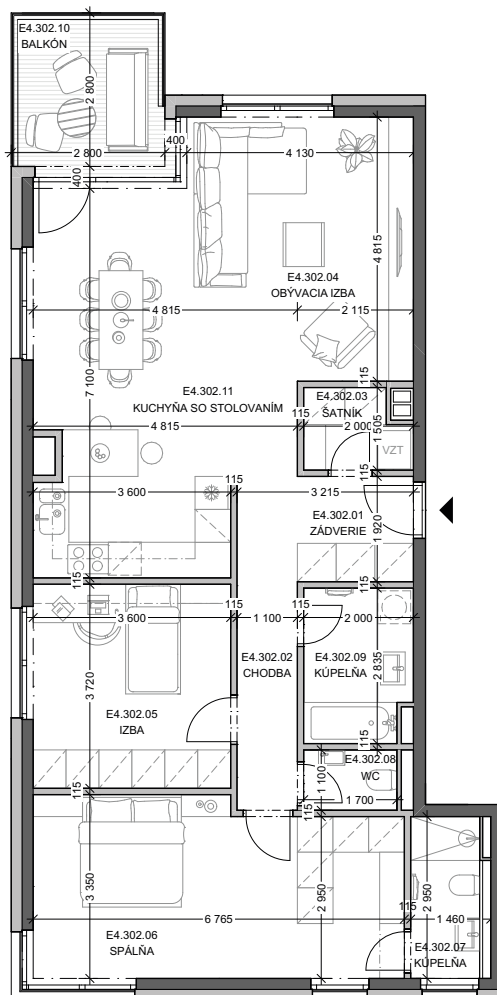 E4.302.10
BALKÓN
2 800
2 800
400
4 130
400
4 815
E4.302.04
OBÝVACIA IZBA
4 815
2 115
7 100
115
E4.302.11
KUCHYŇA SO STOLOVANÍM
E4.302.03
ŠATNÍK
115
4 815
2 000
1 505
VZT
115
115
3 600
3 215
E4.302.01
ZÁDVERIE
1 920
115
115
115
115
3 600
1 100
2 000
E4.302.02
CHODBA
E4.302.09
KÚPEĽŇA
2 835
3 720
E4.302.05
IZBA
115
E4.302.08
WC
1 100
1 700
115
115
3 350
2 950
2 950
115
6 765
1 460
E4.302.06
SPÁLŇA
E4.302.07
KÚPEĽŇA